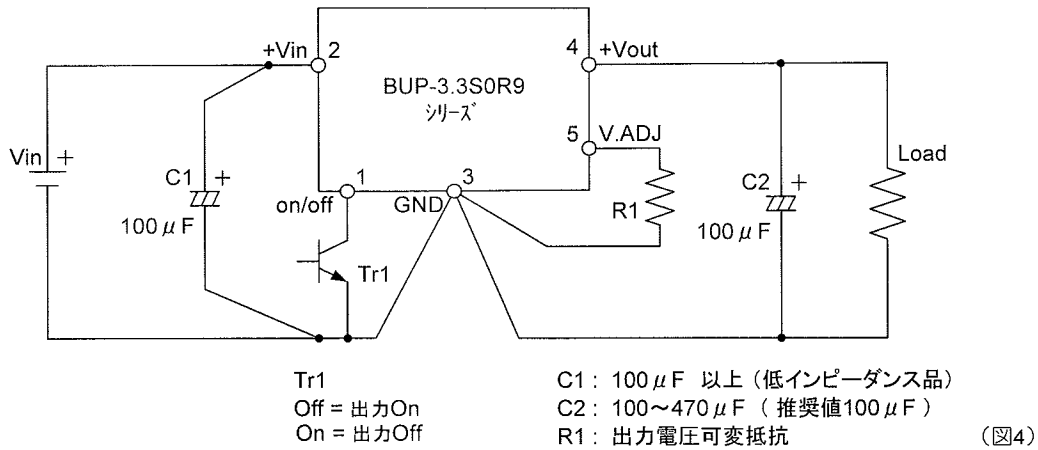 +Vin
2
4
+Vout
BUP-3.3S0R9
シリーズ
5
V.ADJ
Vin
+
C1
+
100μF
1
on/off
3
GND
R1
C2
+
100μF
Load
Tr1
Tr1
Off = 出力On
On = 出力Off
C1 : 100μF 以上 (低インピーダンス品)
C2 : 100～470μF ( 推奨値100μF )
R1 : 出力電圧可変抵抗
(図4)